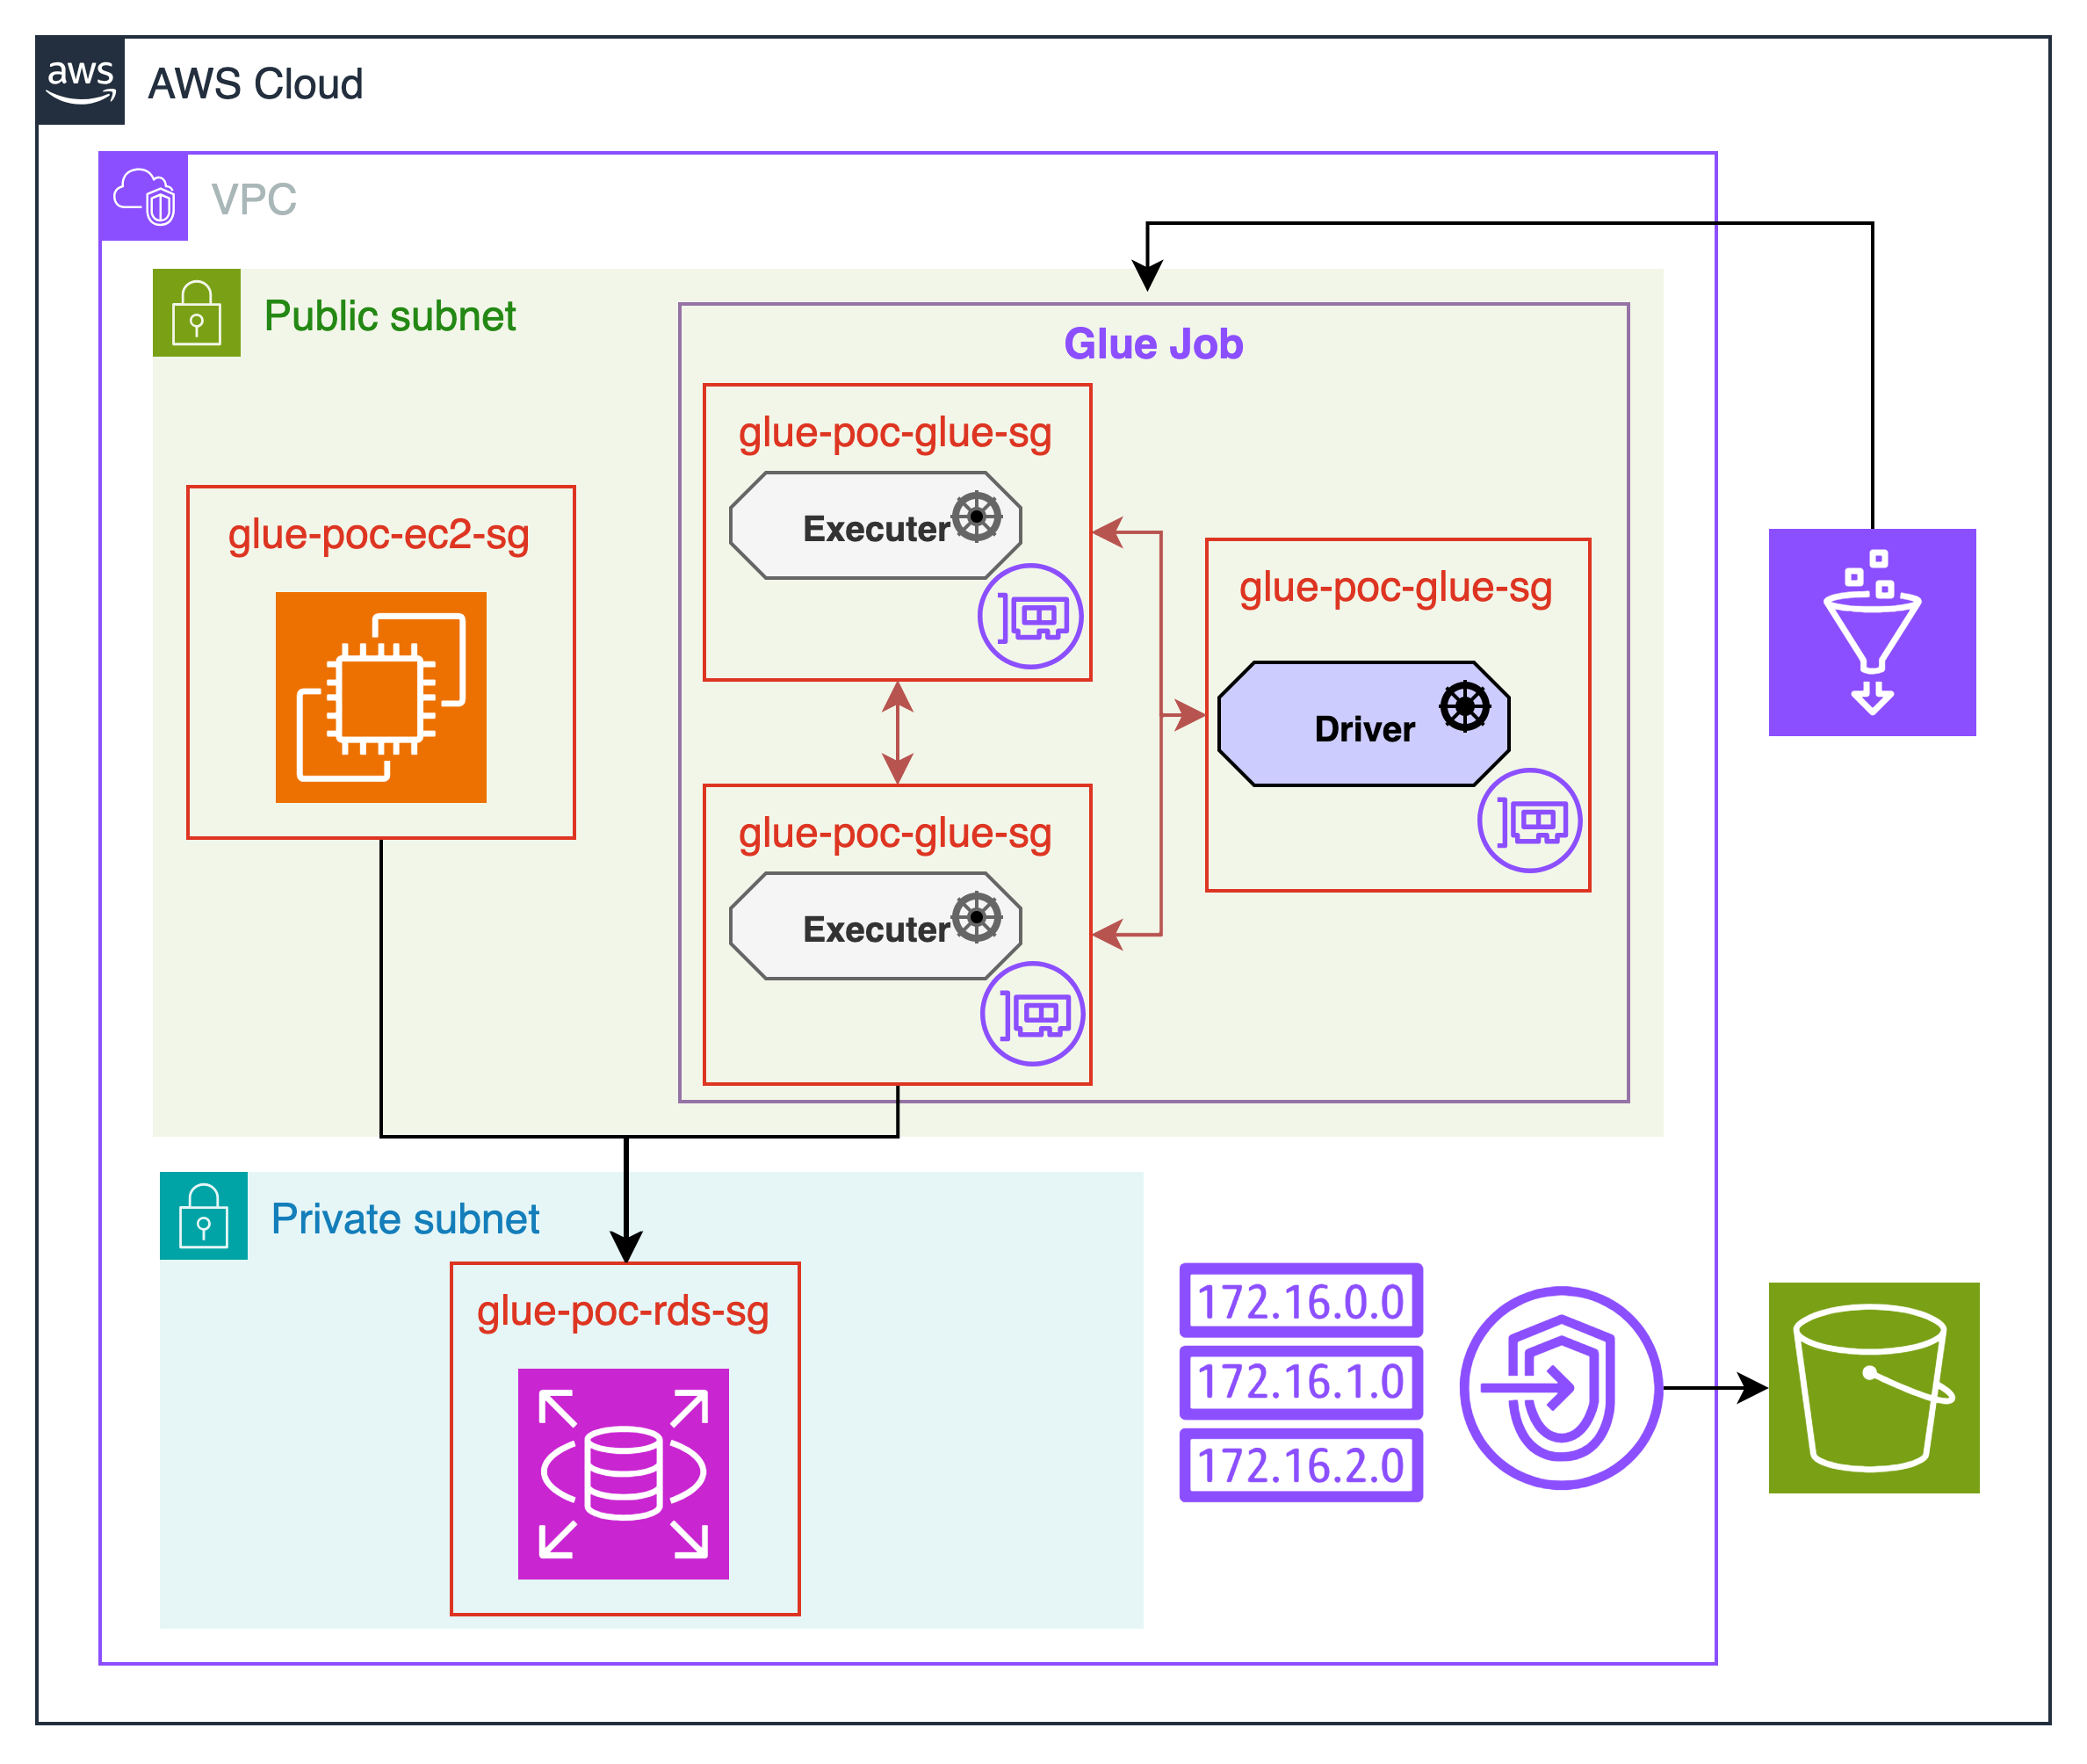 aws
AWS Cloud
VPC
Public subnet
Glue Job
glue-poc-glue-sg
Executer
glue-poc-ec2-sg
glue-poc-glue-sg
Driver
glue-poc-glue-sg
Executer
Private subnet
glue-poc-rds-sg
172.16.0.0
172.16.1.0
172.16.2.0